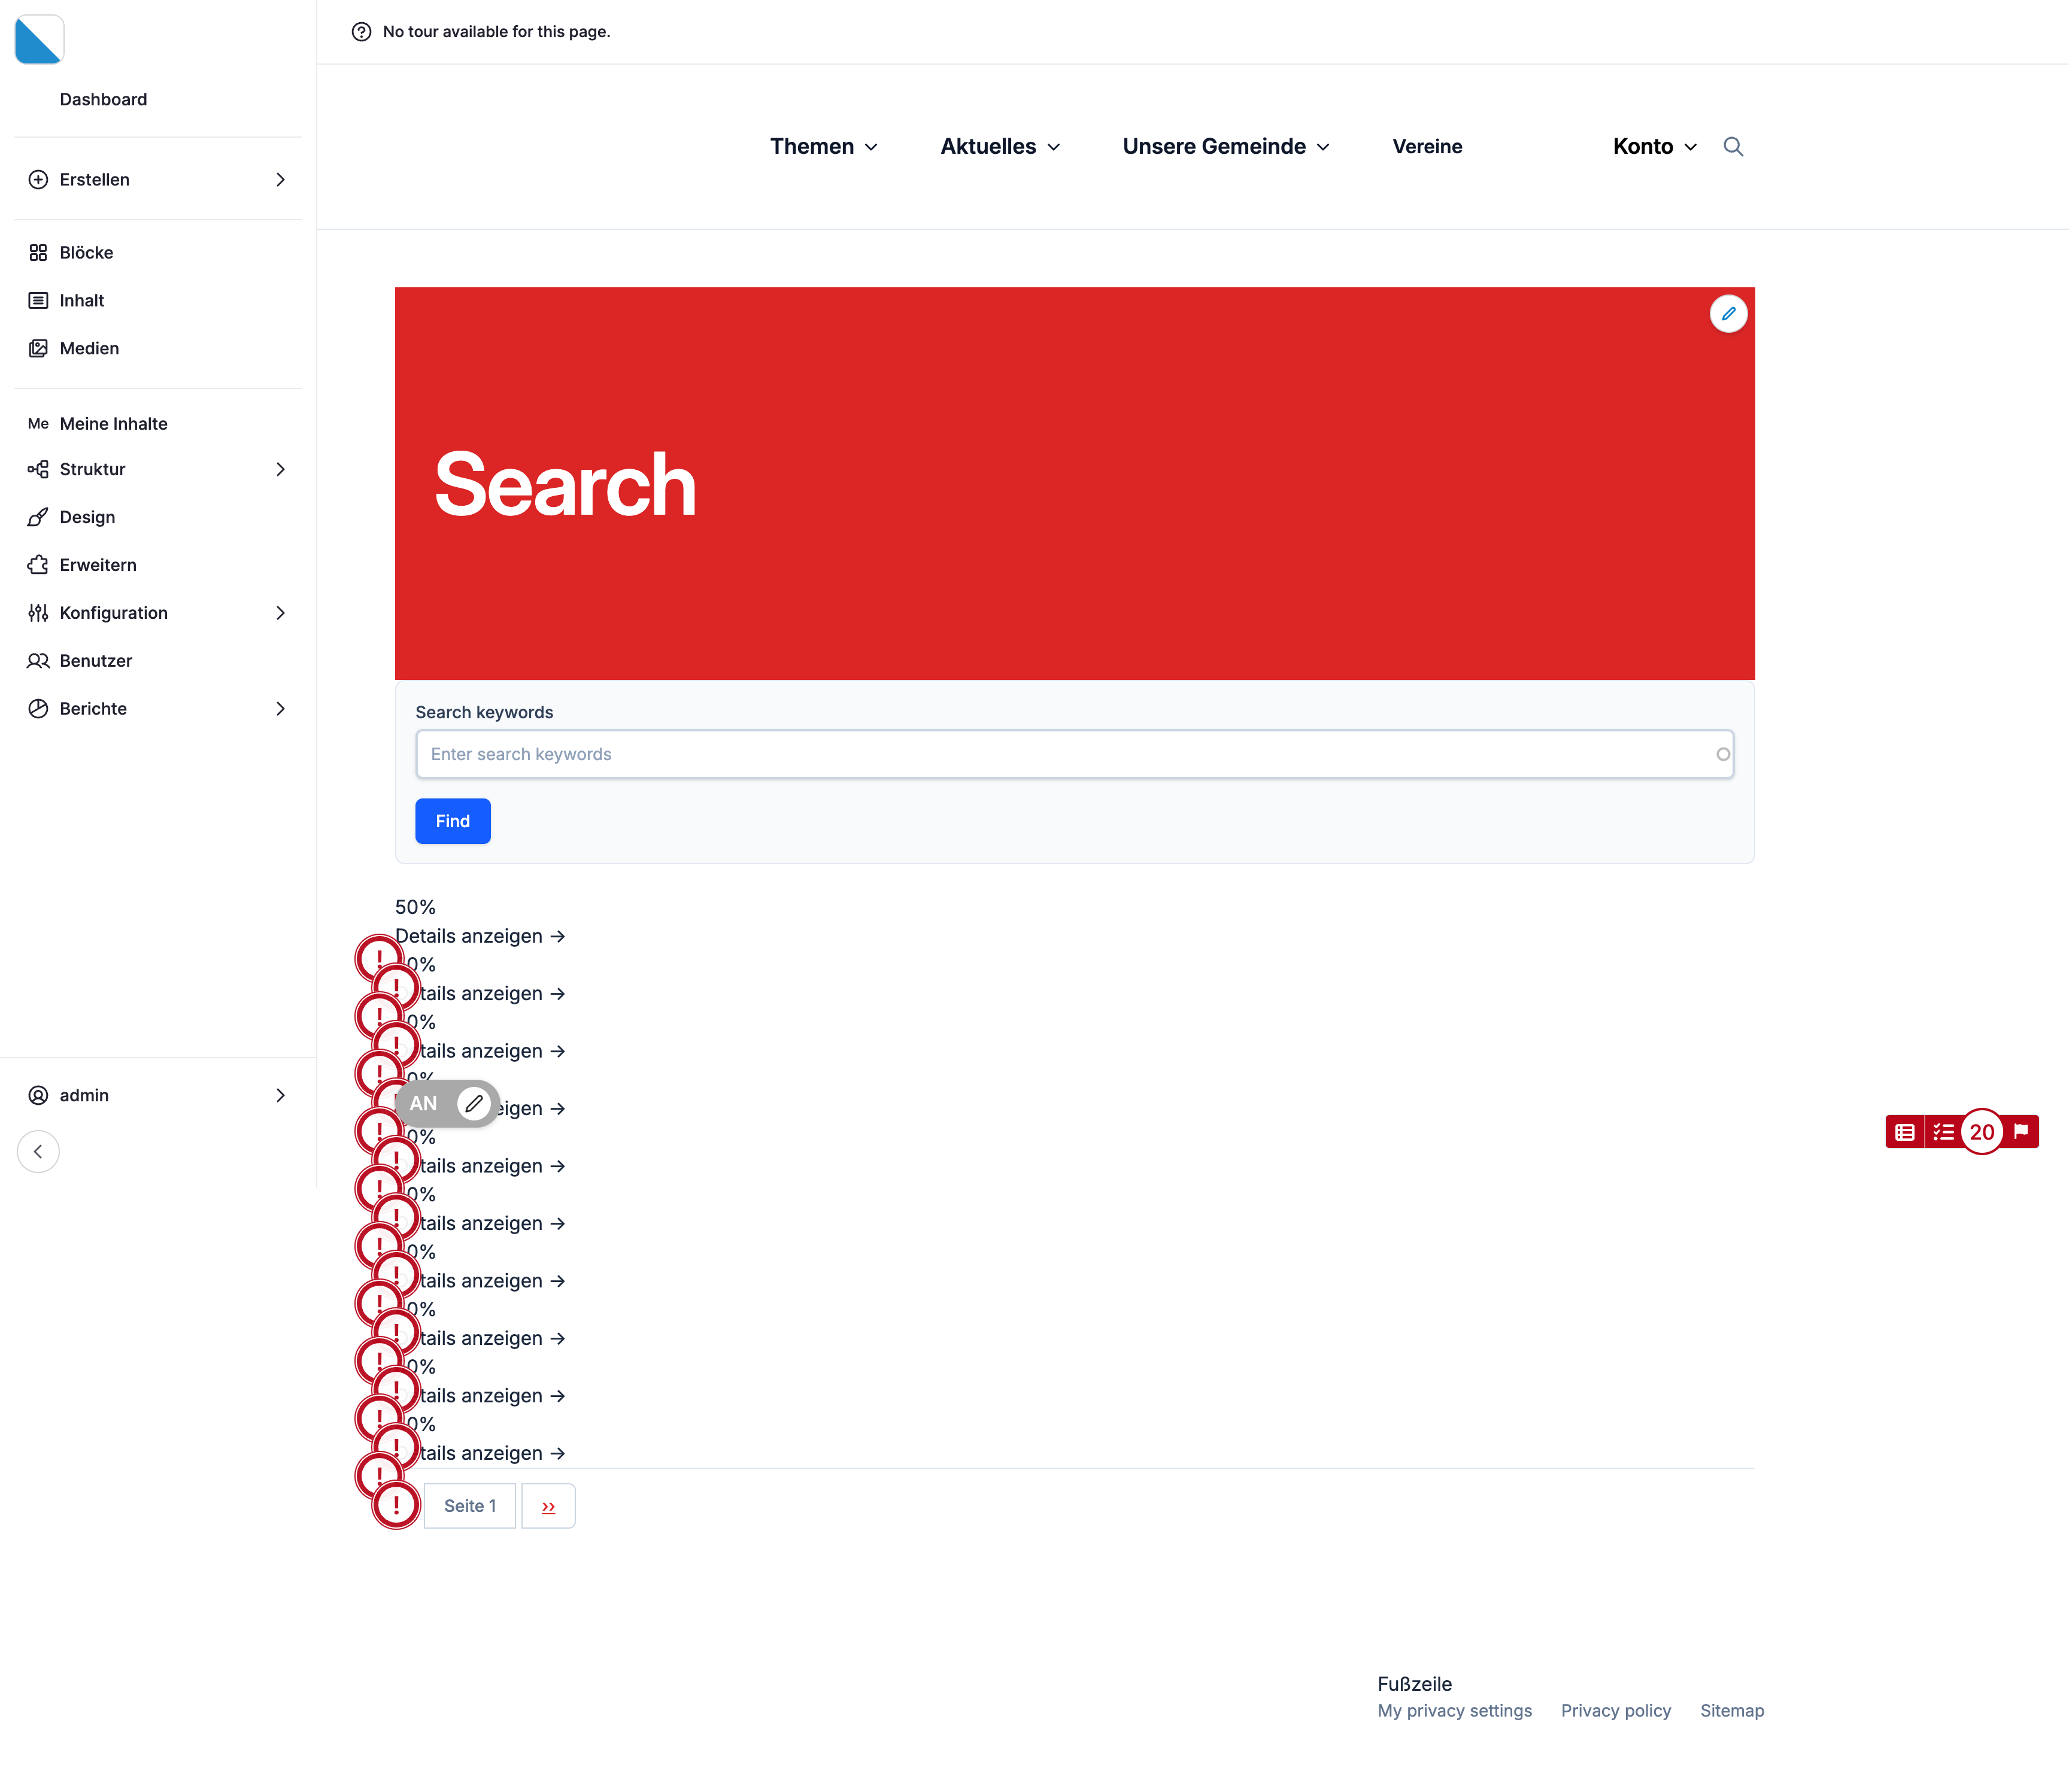 No tour available for this page.
Dashboard
Erstellen
Blöcke
Inhalt
Medien
Me Meine Inhalte
Struktur
Design
Erweitern
Konfiguration
Benutzer
Berichte
admin
Themen
Aktuelles
Unsere Gemeinde
Vereine
Konto
Search
Search keywords
Enter search keywords
Find
50%
Details anzeigen →
0%
tails anzeigen →
0%
tails anzeigen →
0%
AN
eigen →
0%
tails anzeigen →
0%
tails anzeigen →
0%
tails anzeigen →
0%
tails anzeigen →
0%
tails anzeigen →
0%
tails anzeigen →
20
Seite 1
››
Fußzeile
My privacy settings
Privacy policy
Sitemap